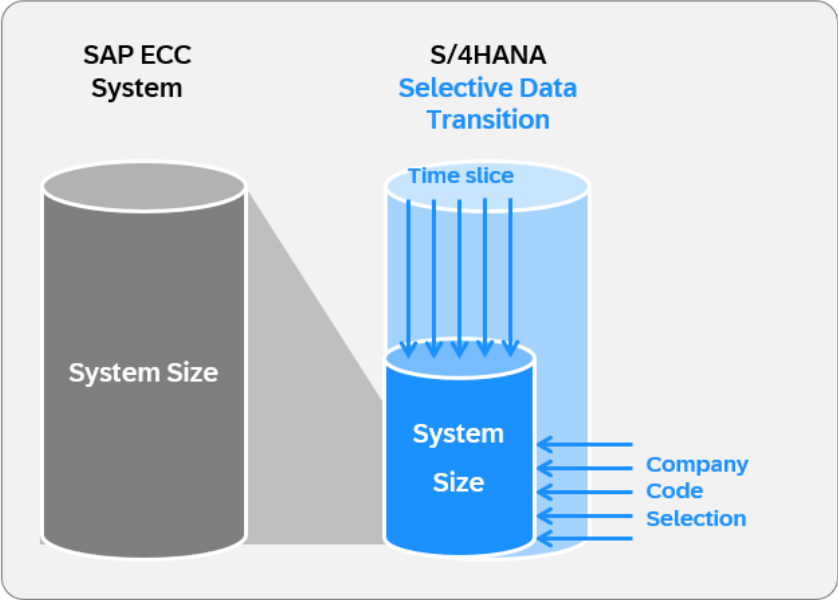 SAP ECC
System
S/4HANA
Selective Data
Transition
Time slice
System Size
System
Size
Company
Code
Selection